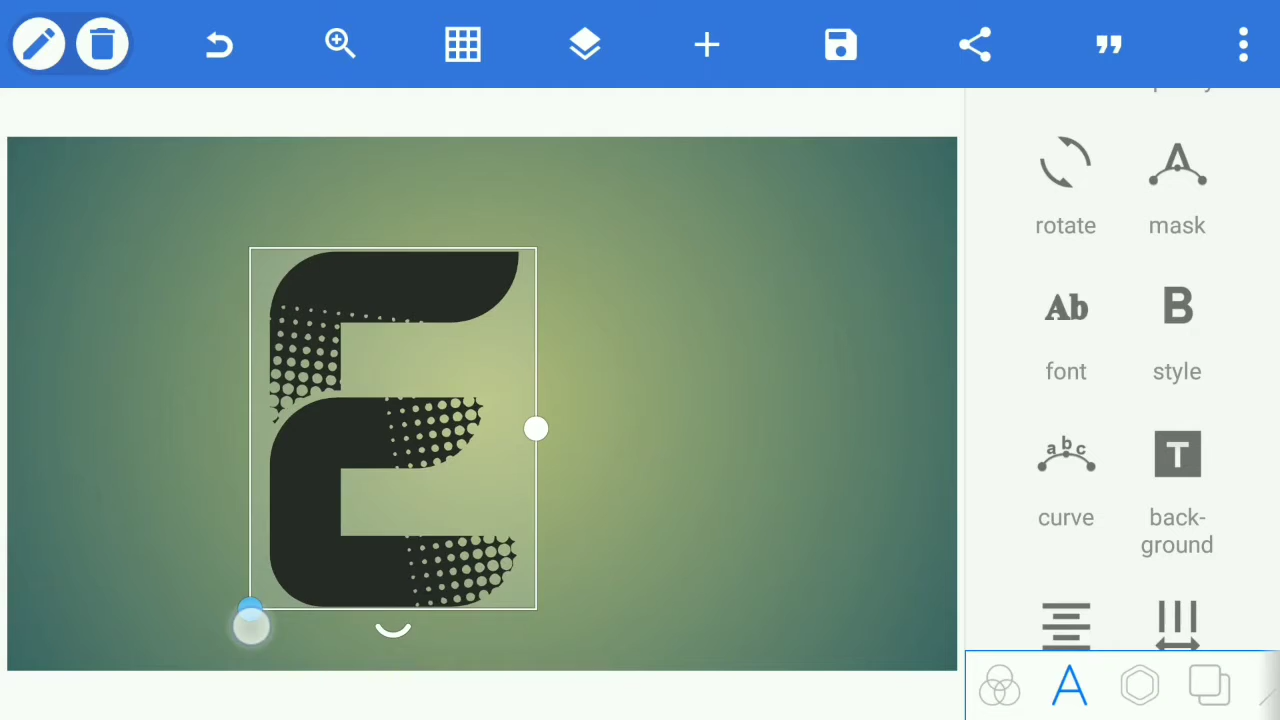 rotate
mask
Ab
B
font
style
abc
T
curve
back-
ground
A
E